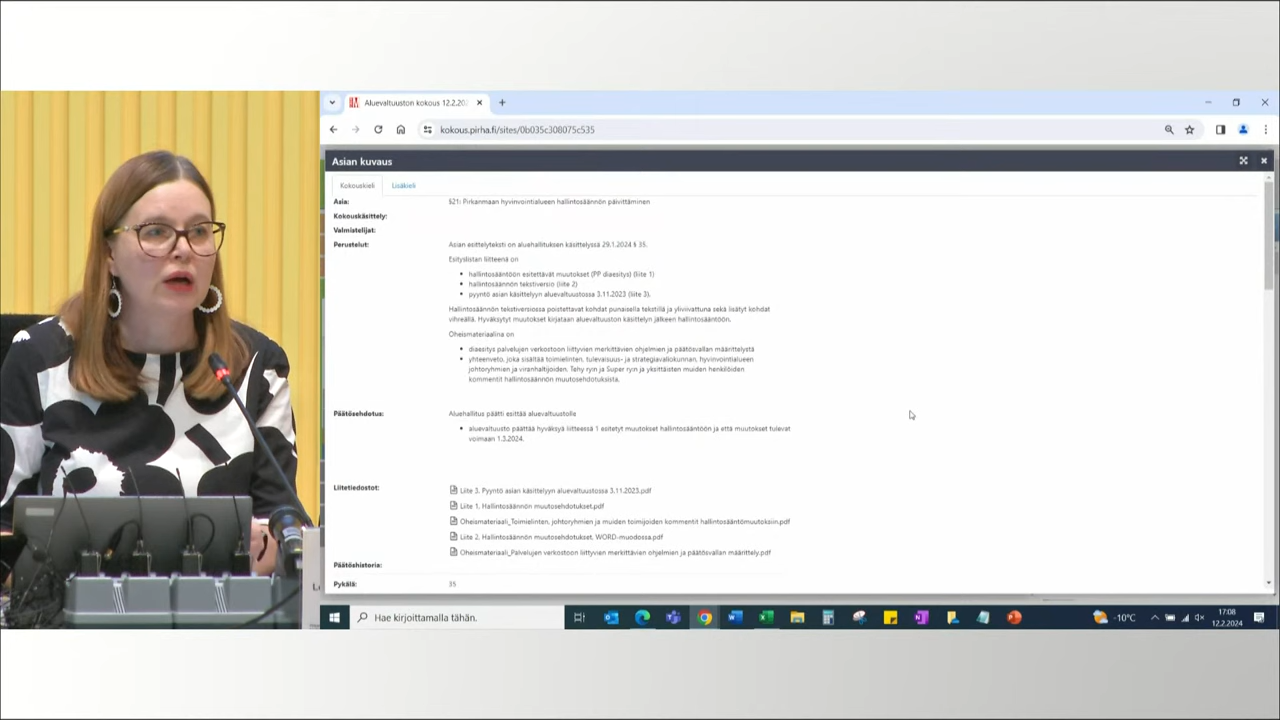 Aluevaltuuston kokous 12.2.202
kokous.pirha.fi/sites/0b035c308075c535
Asian kuvaus
Kokouskieli
Lisäkieli
Asia:
§21: Pirkanmaan hyvinvointialueen hallintosäännön päivittäminen
Kokouskäsittely:
Valmistelijat:
Perustelut:
Asian esittelyteksti on aluehallituksen käsittelyssä 29.1.2024 § 35.
Esityslistan liitteenä on
hallintosääntöön esitettävät muutokset (PP diaesitys) (liite 1)
hallintosäännön tekstiversio (liite 2)
pyyntö asian käsittelyyn aluevaltuustossa 3.11.2023 (liite 3).
Hallintosäännön tekstiversiossa poistettavat kohdat punaisella tekstillä ja yliviivattuna sekä lisätyt kohdat
vihreällä. Hyväksytyt muutokset kirjataan aluevaltuuston käsittelyn jälkeen hallintosääntöön.
Oheismateriaalina on
diaesitys palvelujen verkostoon liittyvien merkittävien ohjelmien ja päätösvallan määrittelystä
yhteenveto, joka sisältää toimielinten, tulevaisuus- ja strategiavaliokunnan, hyvinvointialueen
johtoryhmien ja viranhaltijoiden, Tehy ry:n ja Super ry:n ja yksittäisten muiden henkilöiden
kommentit hallintosäännön muutosehdotuksista.
Päätösehdotus:
Aluehallitus päätti esittää aluevaltuustolle
aluevaltuusto päättää hyväksyä liitteessä 1 esitetyt muutokset hallintosääntöön ja että muutokset tulevat
voimaan 1.3.2024.
Liitetiedostot:
Liite 3, Pyyntö asian käsittelyyn aluevaltuustossa 3.11.2023.pdf
Liite 1, Hallintosäännön muutosehdotukset.pdf
Oheismateriaali_Toimielinten, johtoryhmien ja muiden toimijoiden kommentit hallintosääntömuutoksiin.pdf
Liite 2, Hallintosäännön muutosehdotukset, WORD-muodossa.pdf
Oheismateriaali_Palvelujen verkostoon liittyvien merkittävien ohjelmien ja päätösvallan määrittely.pdf
Päätöshistoria:
Pykälä:
35
Hae kirjoittamalla tähän.
-10°C
17:08
12.2.2024